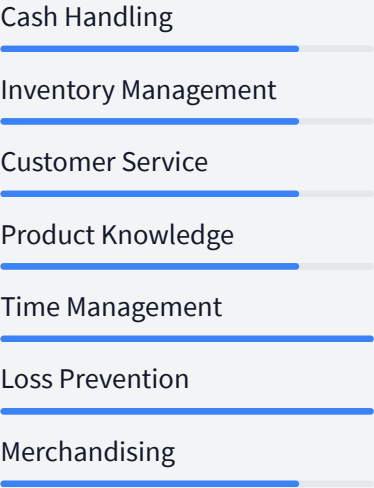 Cash Handling
Inventory Management
Customer Service
Product Knowledge
Time Management
Loss Prevention
Merchandising